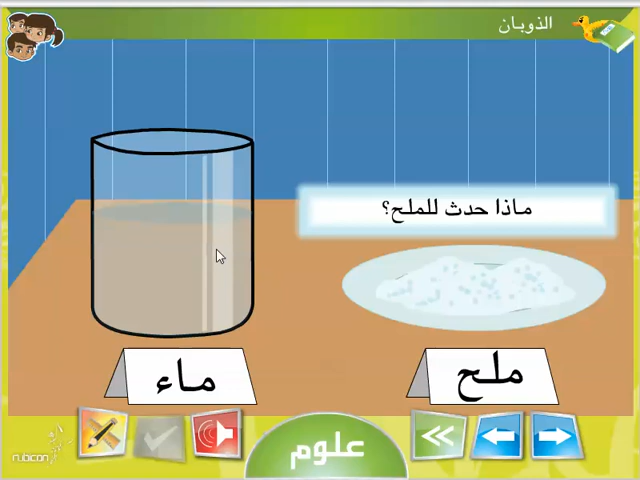 الذوبان
ماذا حدث للملح؟
ملح
ماء
علوم
rubicon